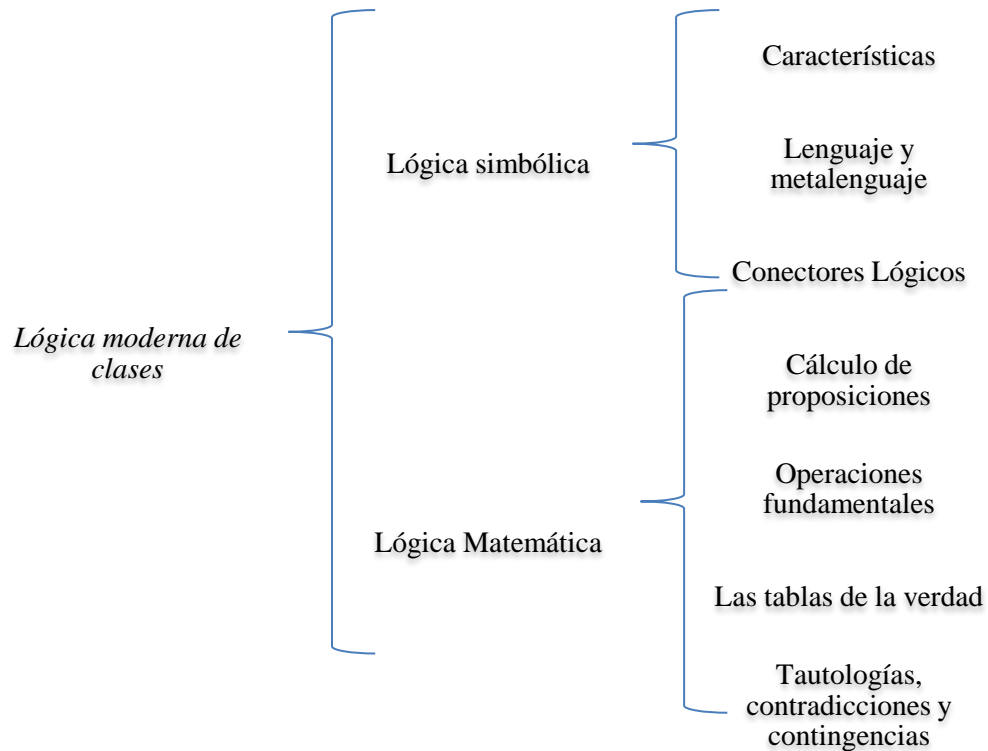 Lógica moderna de
clases
Lógica simbólica
Características
Lenguaje y
metalenguaje
Conectores Lógicos
Lógica Matemática
Cálculo de
proposiciones
Operaciones
fundamentales
Las tablas de la verdad
Tautologías,
contradicciones y
contingencias